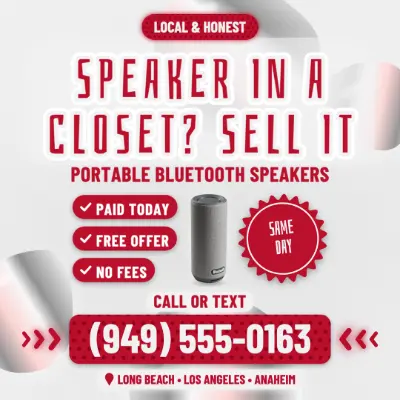 LOCAL & HONEST
SPEAKER IN A
CLOSET? SELL IT
PORTABLE BLUETOOTH SPEAKERS
PAID TODAY
FREE OFFER
NO FEES
SAME
DAY
CALL OR TEXT
(949) 555-0163
LONG BEACH • LOS ANGELES • ANAHEIM